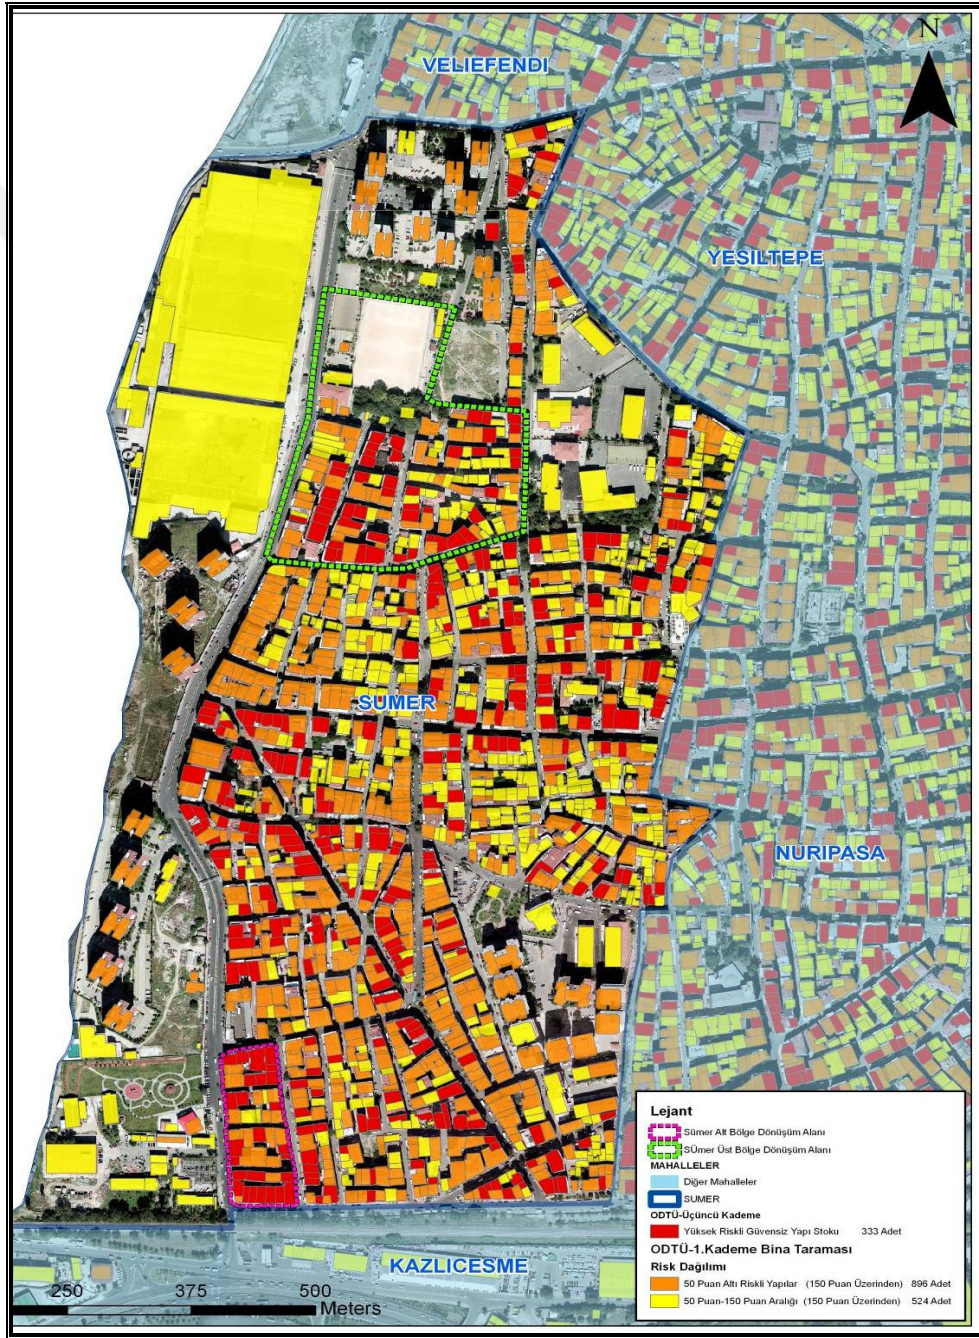 N
VELIEFENDI
YESILTEPE
SUMER
NURIPASA
KAZLICESME
250 375 500
Meters
Lejant
Sümer Alt Bölge Dönüşüm Alanı
SÜmer Üst Bölge Dönüşüm Alanı
MAHALLELER
Diğer Mahalleler
SUMER
ODTÜ-Üçüncü Kademe
Yüksek Riskli Güvensiz Yapı Stoku 333 Adet
ODTÜ-1.Kademe Bina Taraması
Risk Dağılımı
50 Puan Altı Riskli Yapılar (150 Puan Üzerinden) 896 Adet
50 Puan-150 Puan Aralığı (150 Puan Üzerinden) 524 Adet